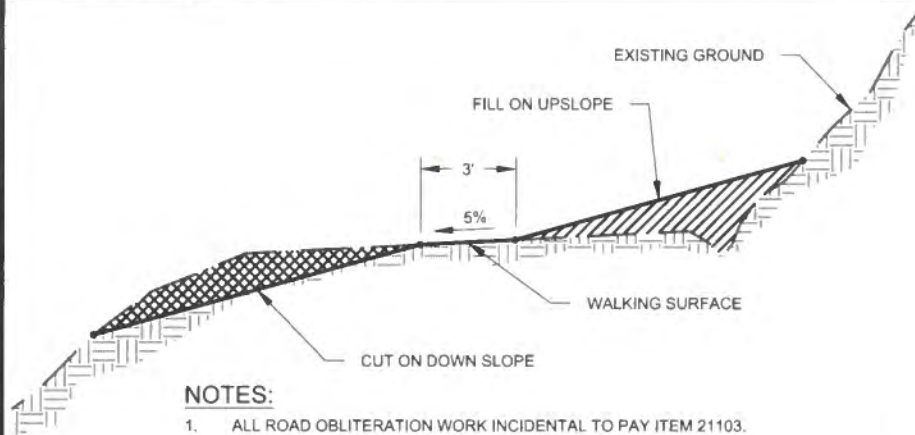 EXISTING GROUND
FILL ON UPSLOPE
3'
5%
WALKING SURFACE
CUT ON DOWN SLOPE
NOTES:
1. ALL ROAD OBLITERATION WORK INCIDENTAL TO PAY ITEM 21103.